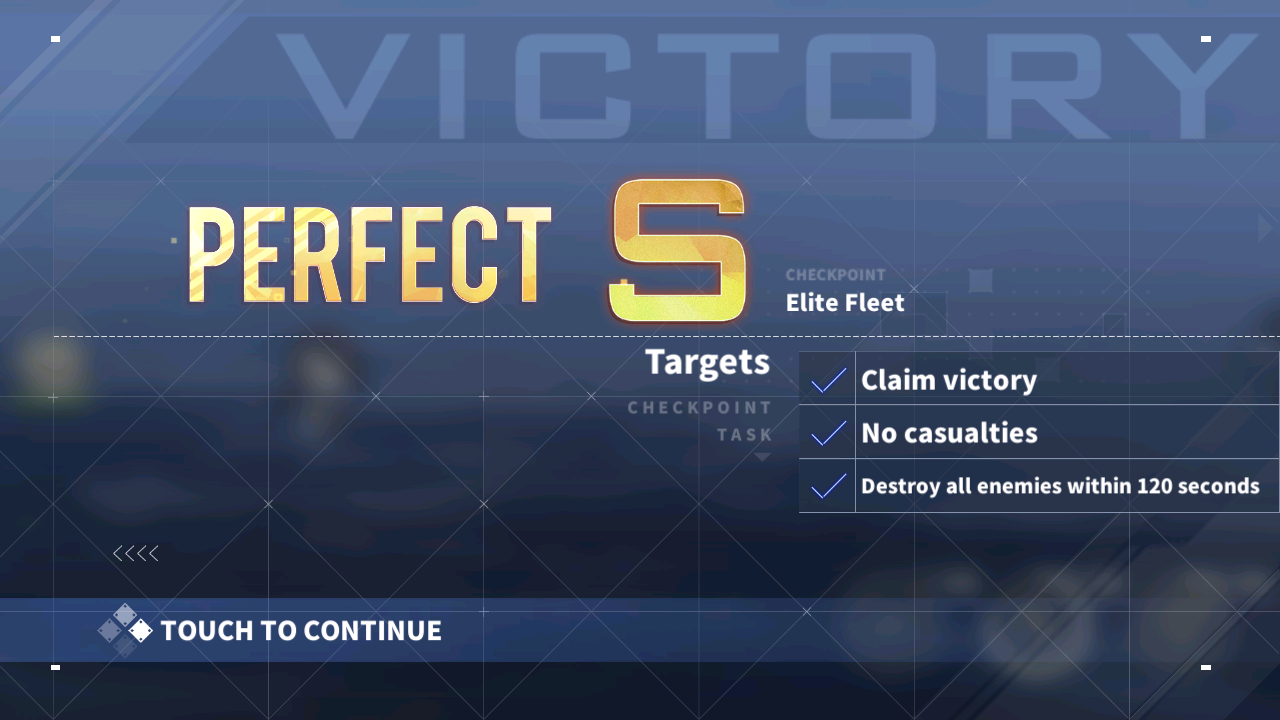 VICTORY
PERFECT S
CHECKPOINT
Elite Fleet
Targets
CHECKPOINT
TASK
Claim victory
No casualties
Destroy all enemies within 120 seconds
TOUCH TO CONTINUE